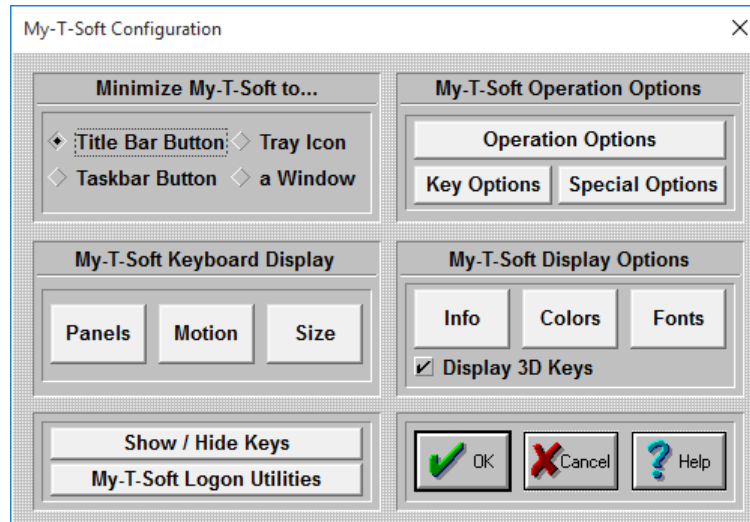 My-T-Soft Configuration
Minimize My-T-Soft to...
Title Bar Button
Tray Icon
Taskbar Button
a Window
My-T-Soft Operation Options
Operation Options
Key Options
Special Options
My-T-Soft Keyboard Display
Panels
Motion
Size
My-T-Soft Display Options
Info
Colors
Fonts
Display 3D Keys
Show / Hide Keys
My-T-Soft Logon Utilities
OK
Cancel
Help